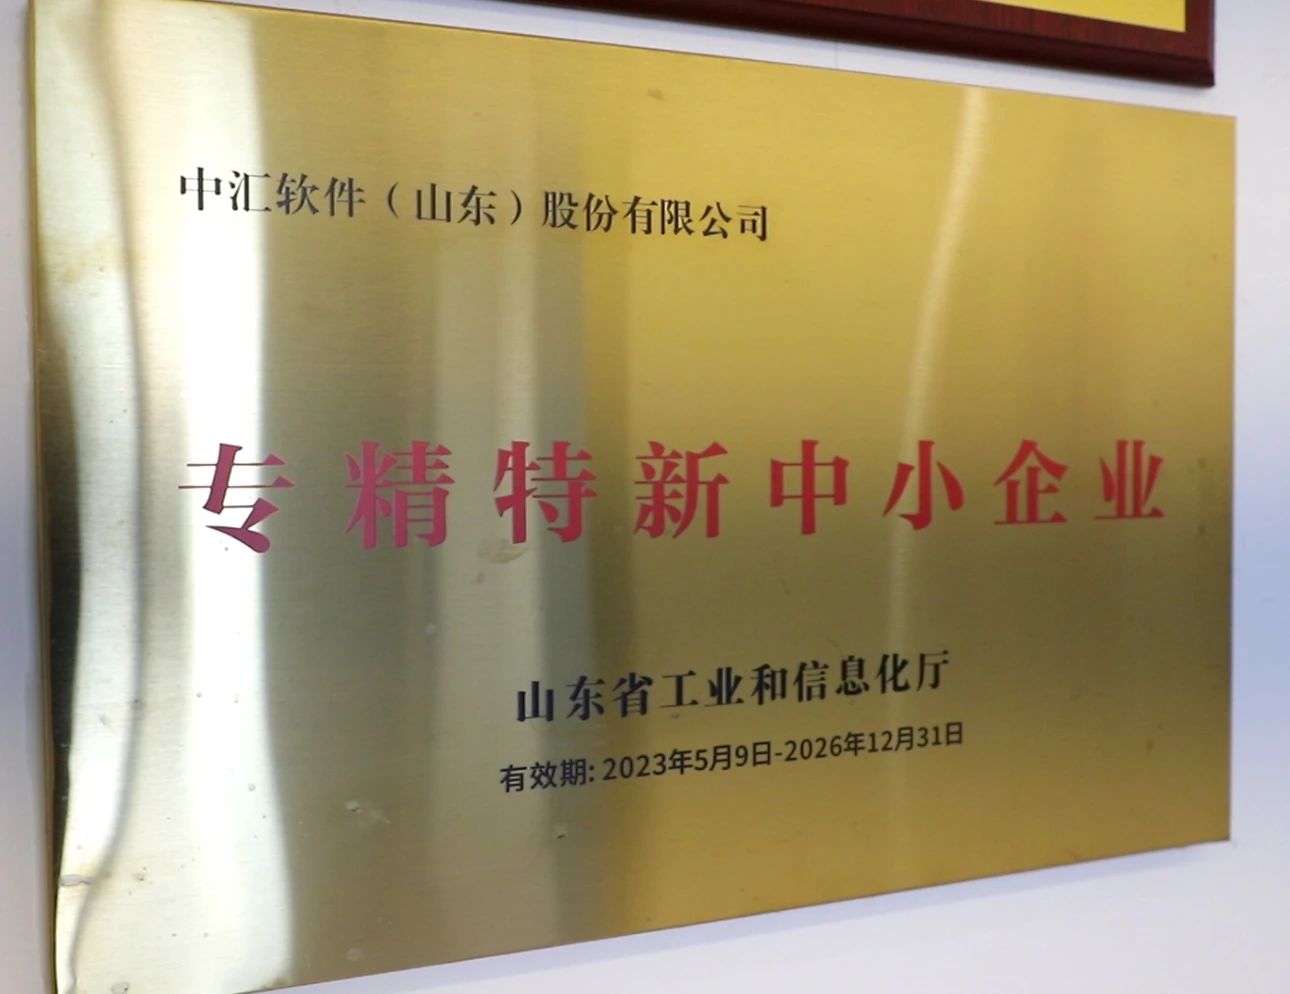 中汇软件（山东）股份有限公司
专精特新中小企业
山东省工业和信息化厅
有效期: 2023年5月9日-2026年12月31日